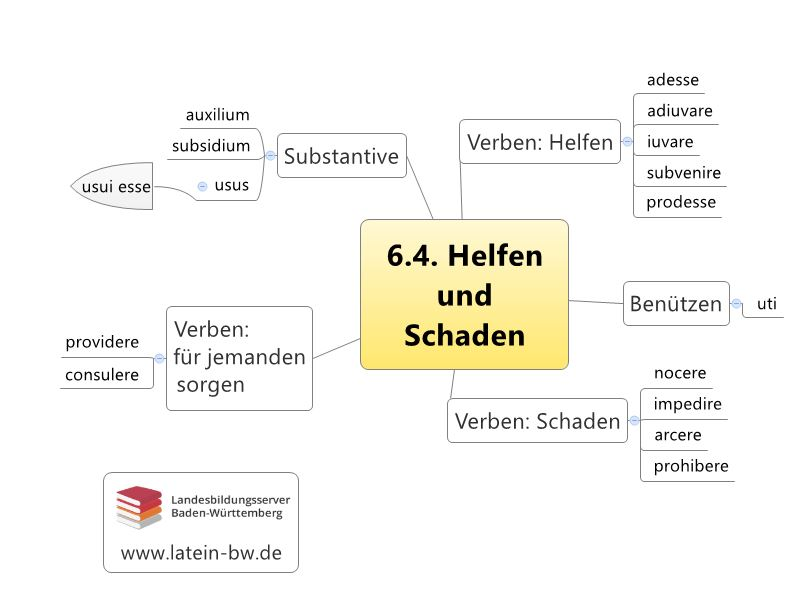 6.4. Helfen
und
Schaden
Verben: Helfen
adesse
adiuvare
iuvare
subvenire
prodesse
Benützen
uti
Verben: Schaden
nocere
impedire
arcere
prohibere
Substantive
auxilium
subsidium
usus
usui esse
Verben:
für jemanden
sorgen
providere
consulere
Landesbildungsserver
Baden-Württemberg
www.latein-bw.de